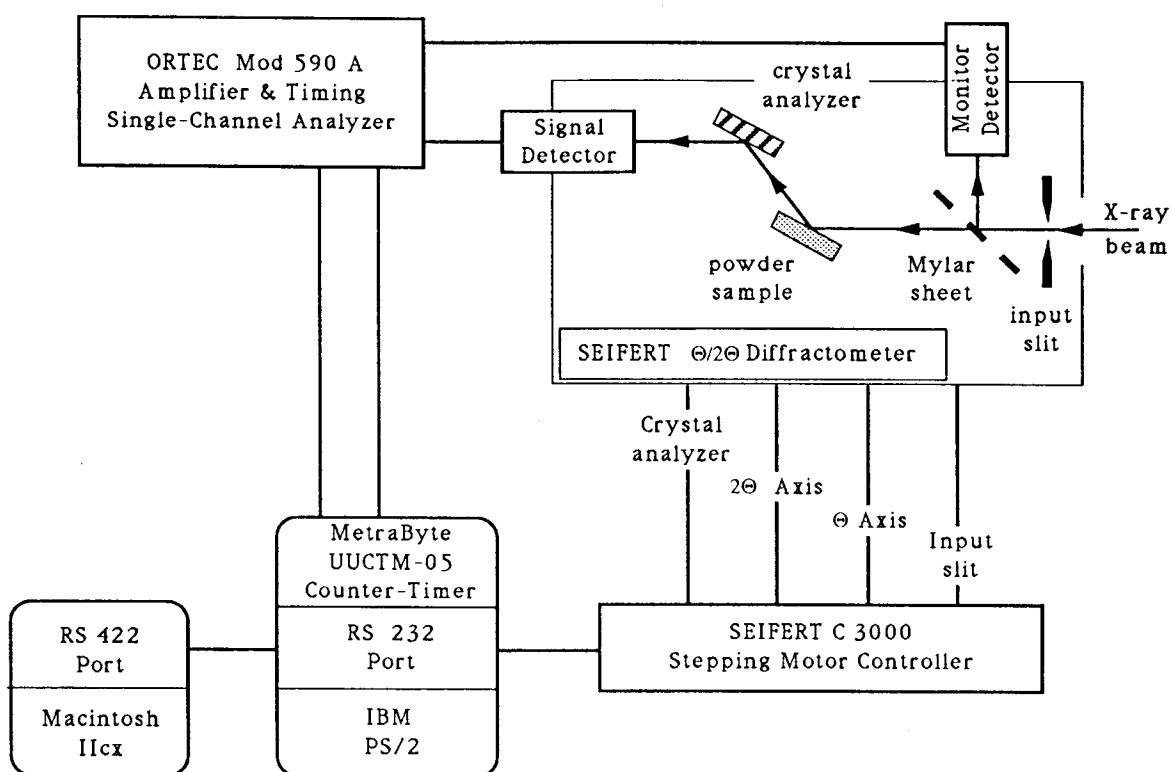 ORTEC Mod 590 A
Amplifier & Timing
Single-Channel Analyzer
Signal
Detector
crystal
analyzer
Monitor
Detector
X-ray
beam
powder
sample
Mylar
sheet
input
slit
SEIFERT Θ/2Θ Diffractometer
Crystal
analyzer
2Θ Axis
Θ Axis
Input
slit
MetraByte
UUCTM-05
Counter-Timer
RS 422
Port
RS 232
Port
SEIFERT C 3000
Stepping Motor Controller
Macintosh
IIcx
IBM
PS/2